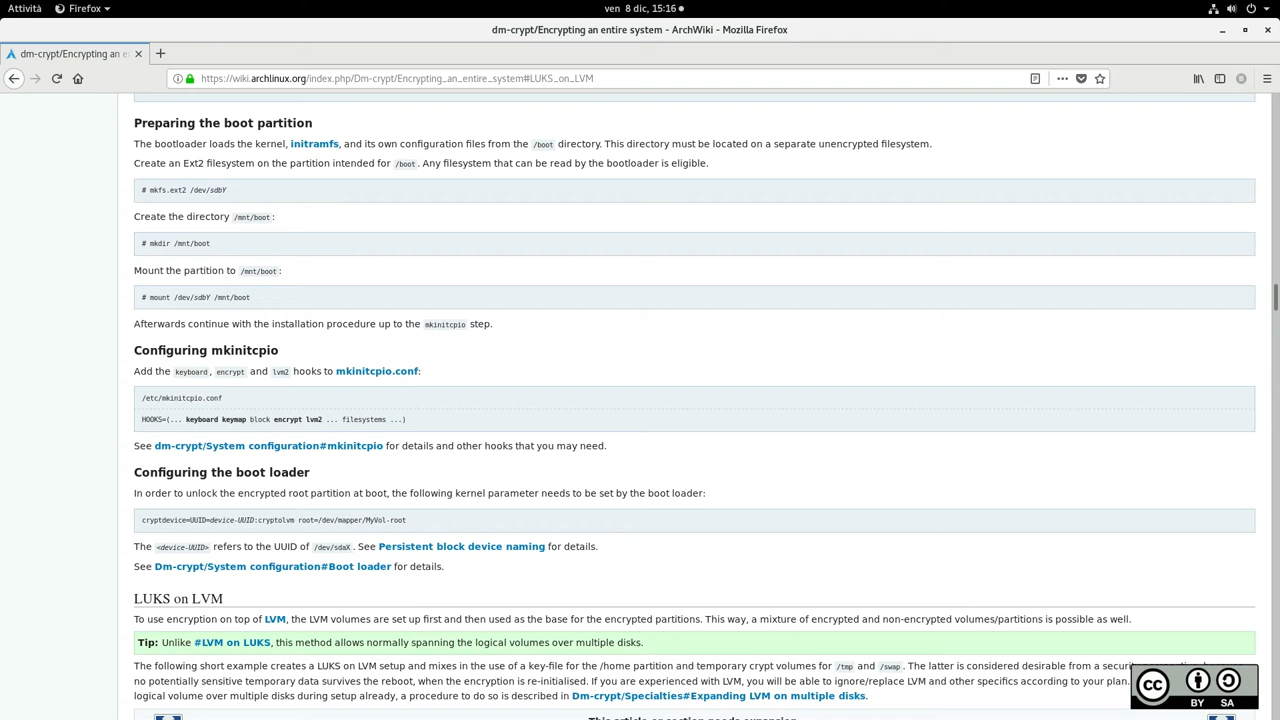 Attività
Firefox
ven 8 dic, 15:16
dm-crypt/Encrypting an entire system - ArchWiki - Mozilla Firefox
dm-crypt/Encrypting an e
https://wiki.archlinux.org/index.php/Dm-crypt/Encrypting_an_entire_system#LUKS_on_LVM
Preparing the boot partition
The bootloader loads the kernel, initramfs, and its own configuration files from the /boot directory. This directory must be located on a separate unencrypted filesystem.
Create an Ext2 filesystem on the partition intended for /boot. Any filesystem that can be read by the bootloader is eligible.
# mkfs.ext2 /dev/sdbY
Create the directory /mnt/boot:
# mkdir /mnt/boot
Mount the partition to /mnt/boot:
# mount /dev/sdbY /mnt/boot
Afterwards continue with the installation procedure up to the mkinitcpio step.
Configuring mkinitcpio
Add the keyboard, encrypt and lvm2 hooks to mkinitcpio.conf:
/etc/mkinitcpio.conf
HOOKS=(... keyboard keymap block encrypt lvm2 ... filesystems ...)
See dm-crypt/System configuration#mkinitcpio for details and other hooks that you may need.
Configuring the boot loader
In order to unlock the encrypted root partition at boot, the following kernel parameter needs to be set by the boot loader:
cryptdevice=UUID=device-UUID:cryptolvm root=/dev/mapper/MyVol-root
The <device-UUID> refers to the UUID of /dev/sdaX. See Persistent block device naming for details.
See Dm-crypt/System configuration#Boot loader for details.
LUKS on LVM
To use encryption on top of LVM, the LVM volumes are set up first and then used as the base for the encrypted partitions. This way, a mixture of encrypted and non-encrypted volumes/partitions is possible as well.
Tip: Unlike #LVM on LUKS, this method allows normally spanning the logical volumes over multiple disks.
The following short example creates a LUKS on LVM setup and mixes in the use of a key-file for the /home partition and temporary crypt volumes for /tmp and /swap. The latter is considered desirable from a
no potentially sensitive temporary data survives the reboot, when the encryption is re-initialised. If you are experienced with LVM, you will be able to ignore/replace LVM and other specifics according to your plan.
logical volume over multiple disks during setup already, a procedure to do so is described in Dm-crypt/Specialties#Expanding LVM on multiple disks.
This article or section needs expansion.
CC BY SA